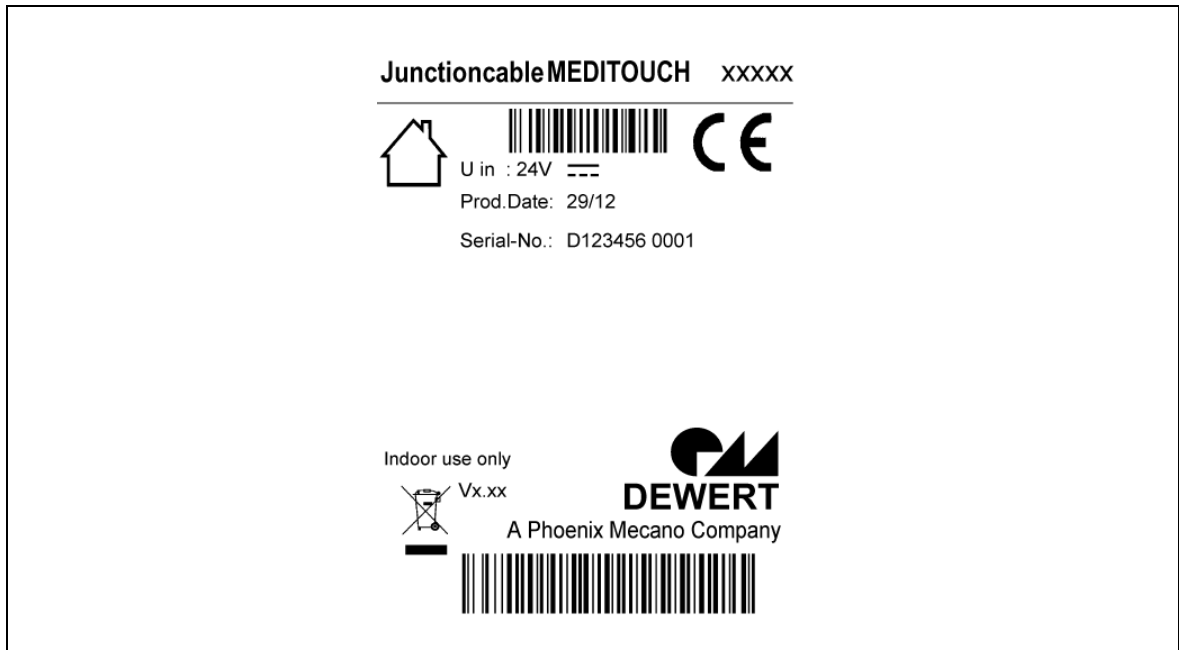 Junctioncable MEDITOUCH xxxxx
CE
U in : 24V
Prod.Date: 29/12
Serial-No.: D123456 0001
Indoor use only
Vx.xx
DEWERT
A Phoenix Mecano Company